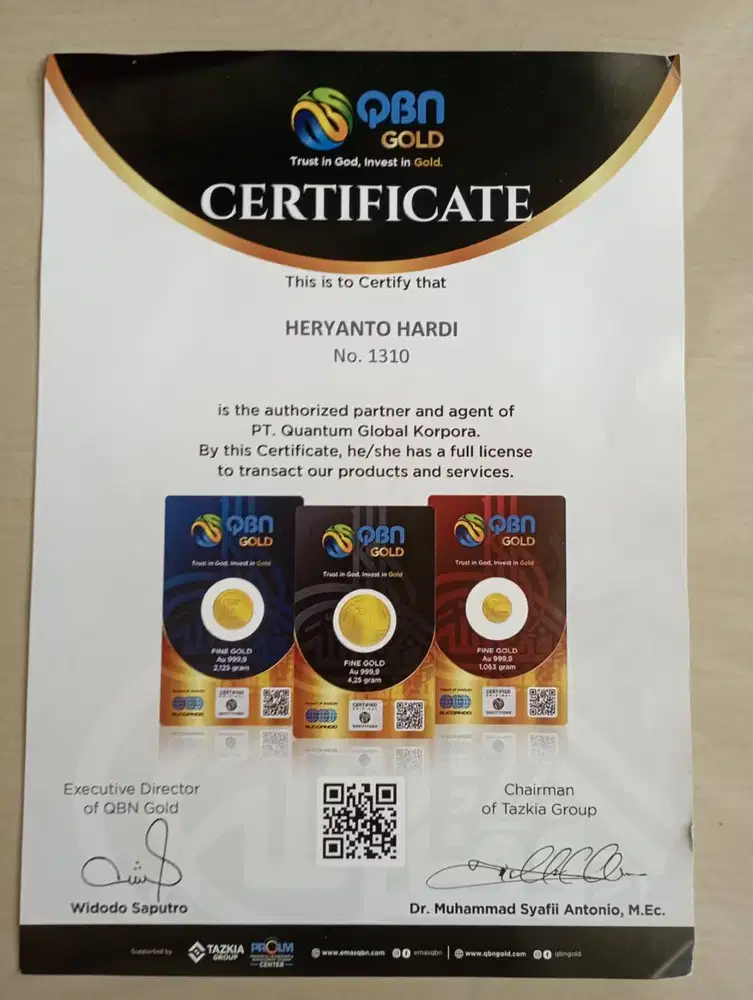 QBN
GOLD
Trust in God, Invest in Gold.
CERTIFICATE
This is to Certify that
HERYANTO HARDI
No. 1310
is the authorized partner and agent of
PT. Quantum Global Korpora.
By this Certificate, he/she has a full license
to transact our products and services.
QBN
GOLD
Trust in God, Invest in Gold
FINE GOLD
Au 999,9
2,125 gram
CERTIFIED
QBN
GOLD
Trust in God, Invest in Gold
FINE GOLD
Au 999,9
4,25 gram
CERTIFIED
SUCOFINDO
QBN
GOLD
Trust in God, Invest in Gold
FINE GOLD
Au 999,9
1,063 gram
CERTIFIED
Executive Director
of QBN Gold
Widodo Saputro
Chairman
of Tazkia Group
Dr. Muhammad Syafii Antonio, M.Ec.
Supported by
TAZKIA
GROUP
PROLM
CENTER
www.emasqbn.com
emasqbn
www.qbngold.com
qbngold